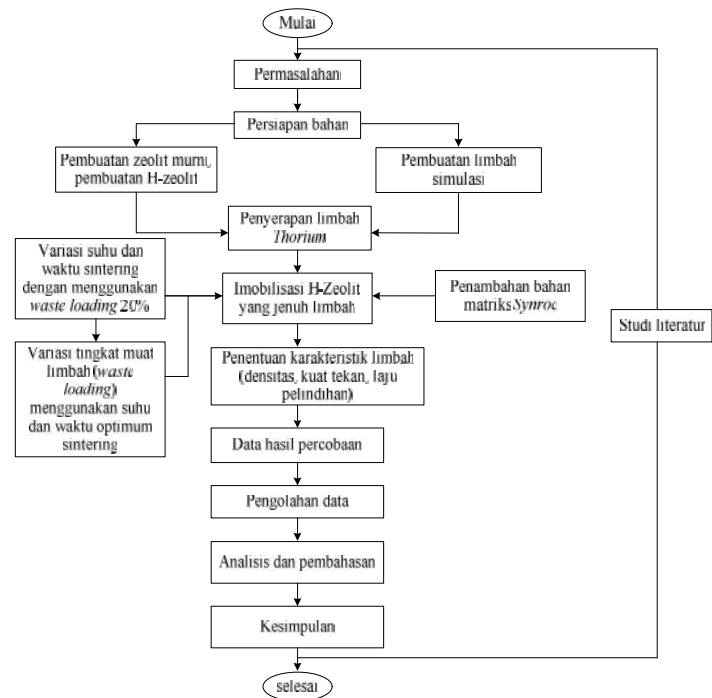 Mulai
Permasalahan
Persiapan bahan
Pembuatan zeolit murni,
pembuatan H-zeolit
Pembuatan limbah
simulasi
Penyerapan limbah
Thorium
Variasi suhu dan
waktu sintering
dengan menggunakan
waste loading 20%
Imobilisasi H-Zeolit
yang jenuh limbah
Penambahan bahan
matriks Synroc
Studi literatur
Variasi tingkat muat
limbah (waste
loading)
menggunakan suhu
dan waktu optimum
sintering
Penentuan karakteristik limbah
(densitas, kuat tekan, laju
pelindihan)
Data hasil percobaan
Pengolahan data
Analisis dan pembahasan
Kesimpulan
selesai